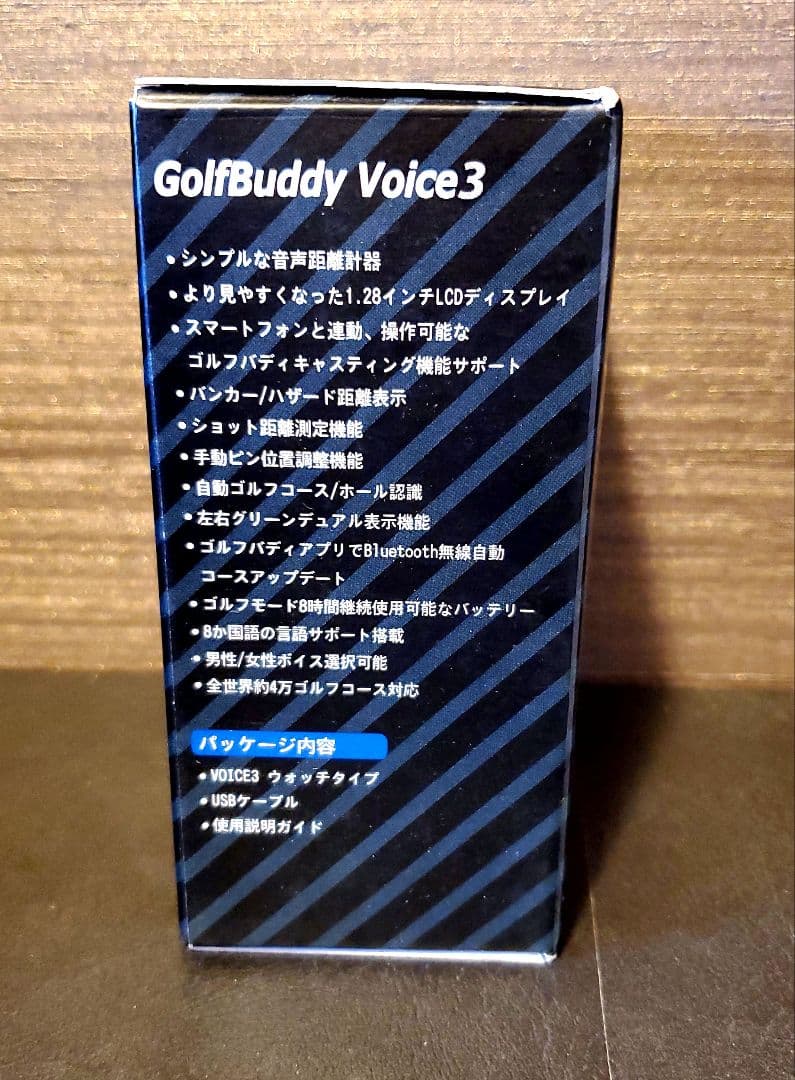 GolfBuddy Voice3
•シンプルな音声距離計器
•より見やすくなった1.28インチLCDディスプレイ
•スマートフォンと連動、操作可能な
ゴルフバディキャスティング機能サポート
•バンカー/ハザード距離表示
•ショット距離測定機能
•手動ピン位置調整機能
•自動ゴルフコース/ホール認識
•左右グリーンデュアル表示機能
•ゴルフバディアプリでBluetooth無線自動
コースアップデート
•ゴルフモード8時間継続使用可能なバッテリー
•8か国語の言語サポート搭載
•男性/女性ボイス選択可能
•全世界約4万ゴルフコース対応
パッケージ内容
•VOICE3 ウォッチタイプ
•USBケーブル
•使用説明ガイド